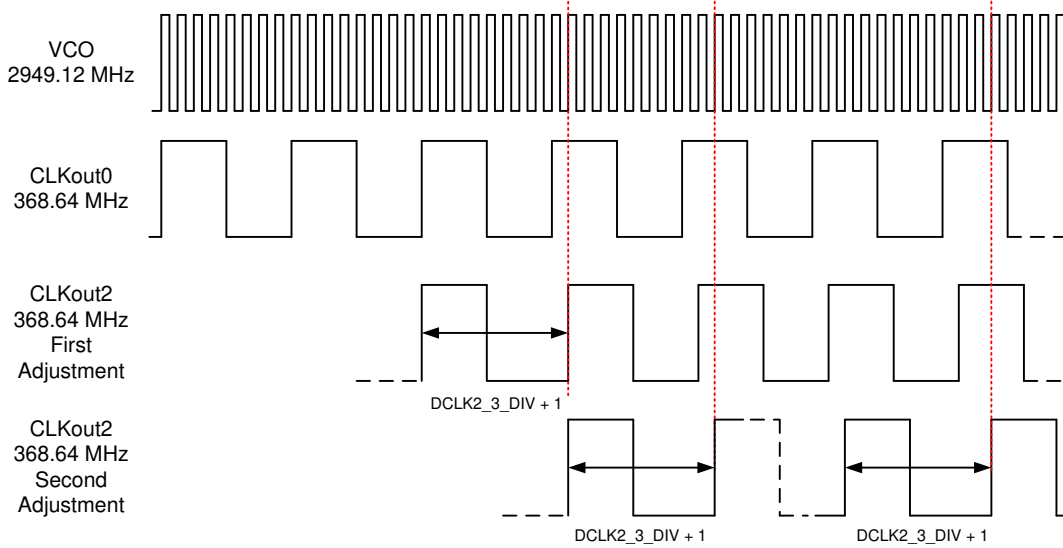 VCO
2949.12 MHz
CLKout0
368.64 MHz
CLKout2
368.64 MHz
First
Adjustment
DCLK2_3_DIV + 1
CLKout2
368.64 MHz
Second
Adjustment
DCLK2_3_DIV + 1
DCLK2_3_DIV + 1